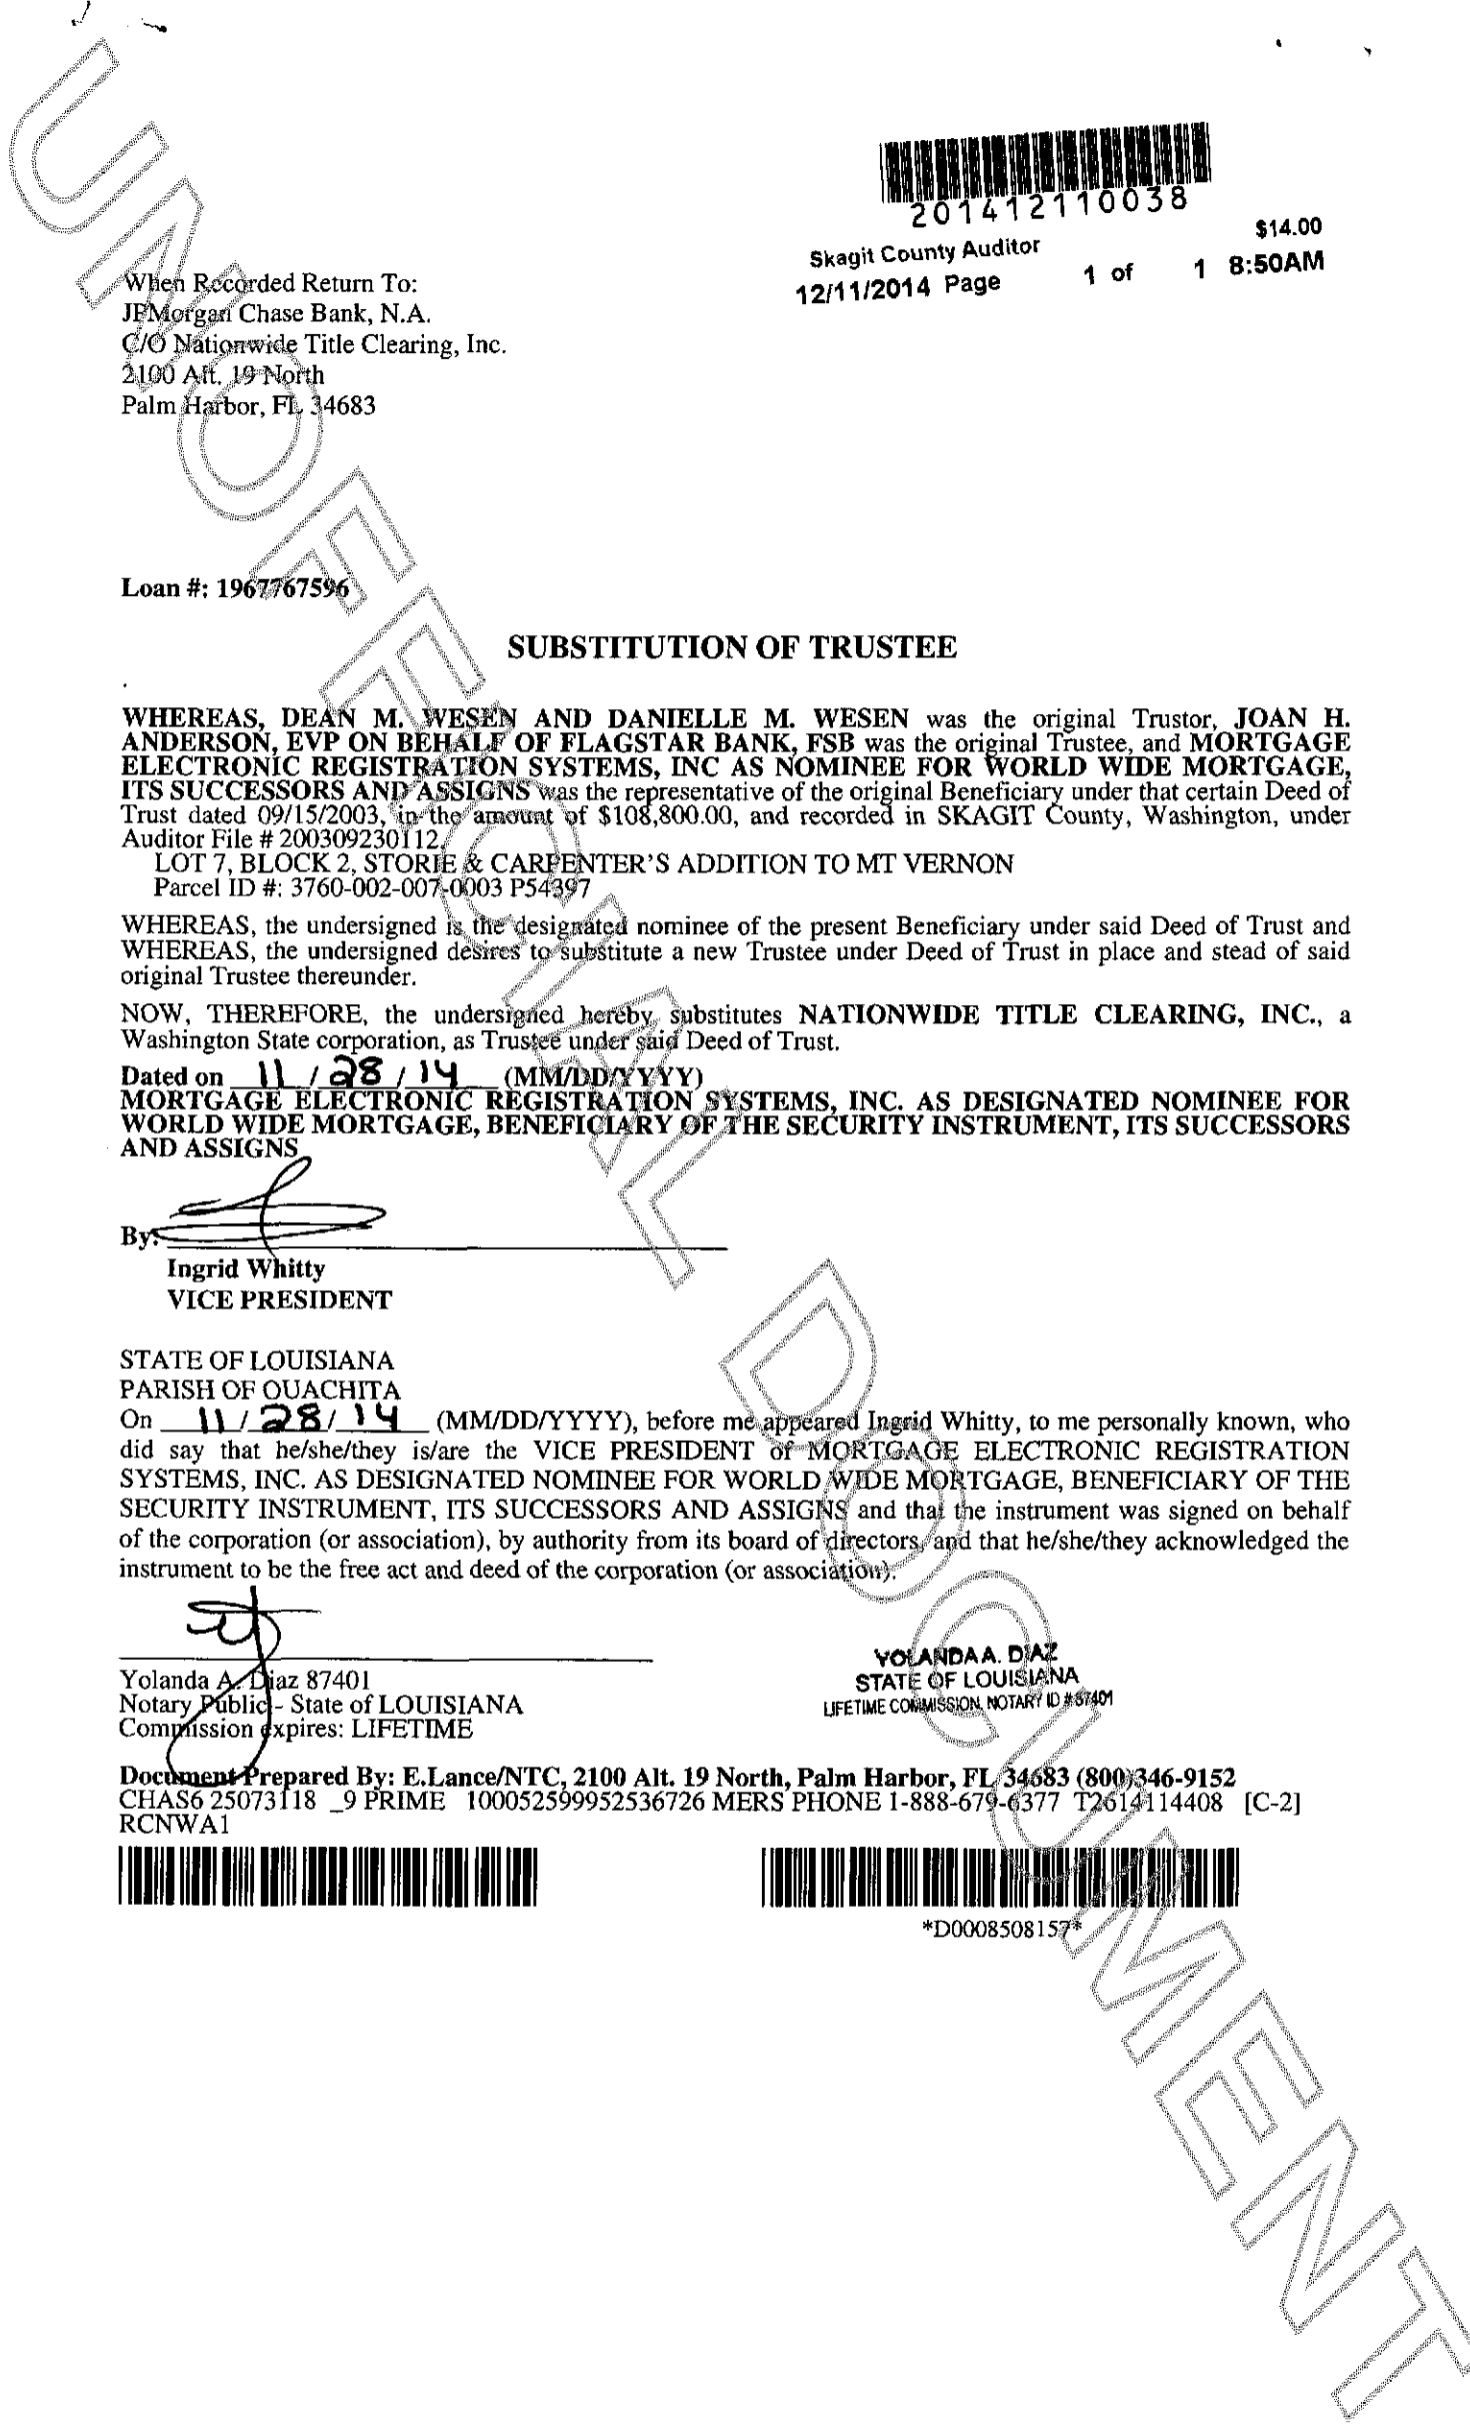 201412110038
Skagit County Auditor $14.00
12/11/2014 Page 1 of 1 8:50AM
When Recorded Return To:
JPMorgan Chase Bank, N.A.
C/O Nationwide Title Clearing, Inc.
2100 Alt. 19 North
Palm Harbor, FL 34683
Loan #: 1967767596
SUBSTITUTION OF TRUSTEE
WHEREAS, DEAN M. WESEN AND DANIELLE M. WESEN was the original Trustor, JOAN H.
ANDERSON, EVP ON BEHALF OF FLAGSTAR BANK, FSB was the original Trustee, and MORTGAGE
ELECTRONIC REGISTRATION SYSTEMS, INC AS NOMINEE FOR WORLD WIDE MORTGAGE,
ITS SUCCESSORS AND ASSIGNS was the representative of the original Beneficiary under that certain Deed of
Trust dated 09/15/2003, in the amount of $108,800.00, and recorded in SKAGIT County, Washington, under
Auditor File # 200309230112
LOT 7, BLOCK 2, STORIE & CARPENTER'S ADDITION TO MT VERNON
Parcel ID #: 3760-002-007-0003 P54397
WHEREAS, the undersigned is the designated nominee of the present Beneficiary under said Deed of Trust and
WHEREAS, the undersigned desires to substitute a new Trustee under Deed of Trust in place and stead of said
original Trustee thereunder.
NOW, THEREFORE, the undersigned hereby substitutes NATIONWIDE TITLE CLEARING, INC., a
Washington State corporation, as Trustee under said Deed of Trust.
Dated on 11 / 28 / 14 (MM/DD/YYYY)
MORTGAGE ELECTRONIC REGISTRATION SYSTEMS, INC. AS DESIGNATED NOMINEE FOR
WORLD WIDE MORTGAGE, BENEFICIARY OF THE SECURITY INSTRUMENT, ITS SUCCESSORS
AND ASSIGNS
By:
Ingrid Whitty
VICE PRESIDENT
STATE OF LOUISIANA
PARISH OF OUACHITA
On 11 / 28 / 14 (MM/DD/YYYY), before me appeared Ingrid Whitty, to me personally known, who
did say that he/she/they is/are the VICE PRESIDENT of MORTGAGE ELECTRONIC REGISTRATION
SYSTEMS, INC. AS DESIGNATED NOMINEE FOR WORLD WIDE MORTGAGE, BENEFICIARY OF THE
SECURITY INSTRUMENT, ITS SUCCESSORS AND ASSIGNS and that the instrument was signed on behalf
of the corporation (or association), by authority from its board of directors, and that he/she/they acknowledged the
instrument to be the free act and deed of the corporation (or association).
Yolanda A. Diaz 87401
Notary Public - State of LOUISIANA
Commission expires: LIFETIME
YOLANDA A. DIAZ
STATE OF LOUISIANA
LIFETIME COMMISSION, NOTARY ID # 87401
Document Prepared By: E.Lance/NTC, 2100 Alt. 19 North, Palm Harbor, FL 34683 (800)346-9152
CHAS6 25073118 _9 PRIME 100052599952536726 MERS PHONE 1-888-679-6377 T2614114408 [C-2]
RCNWA1
*D0008508157*
UNOFFICIAL DOCUMENT